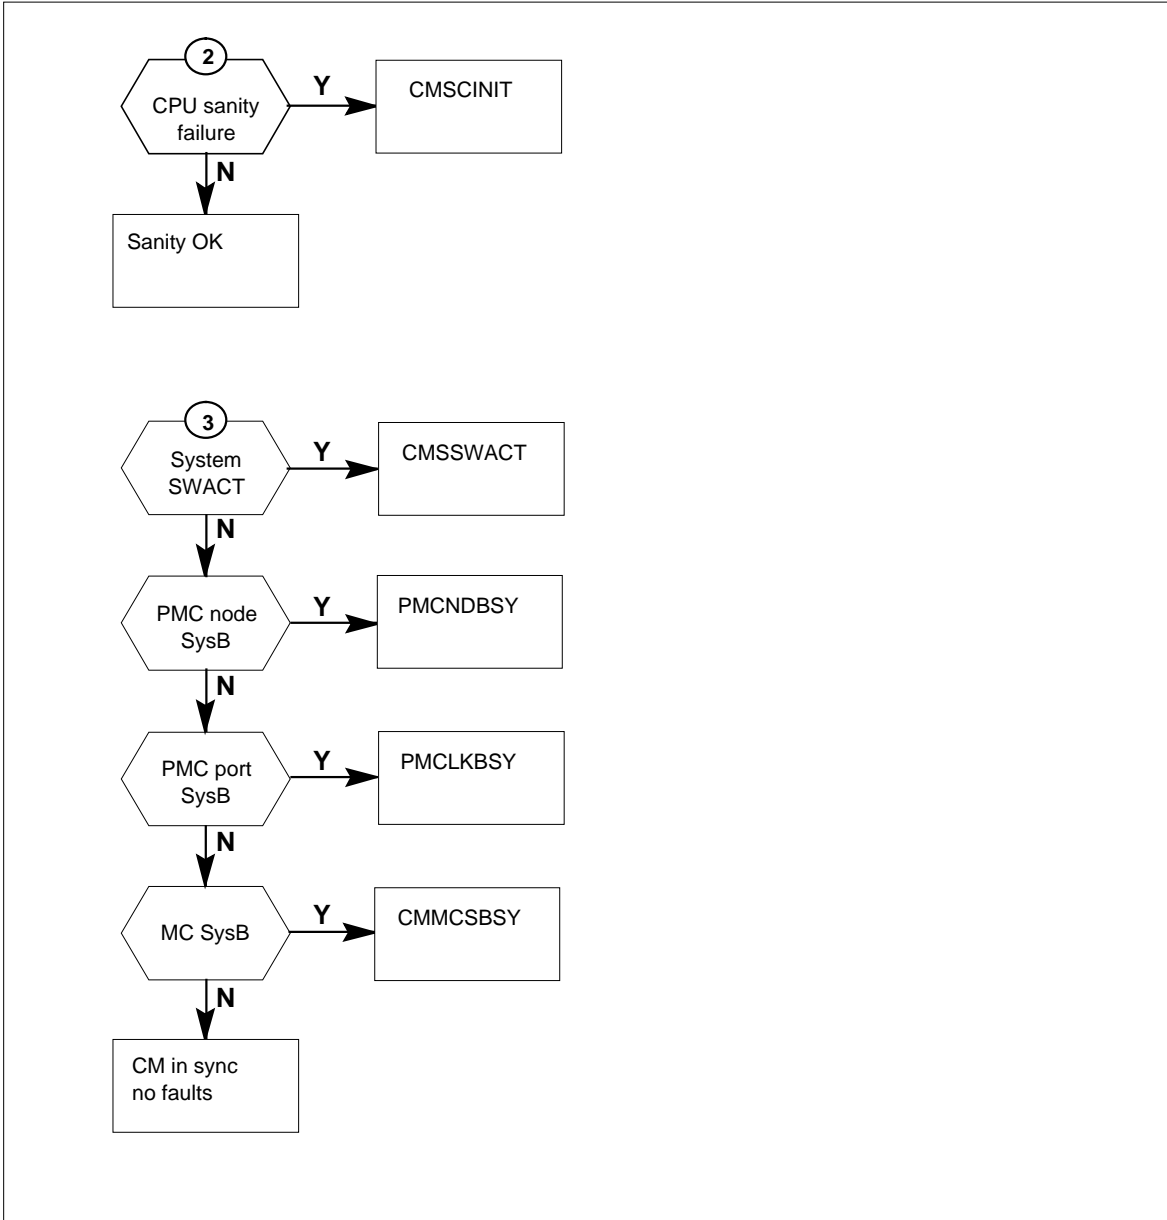 2
CPU sanity
failure
Y
CMSCINIT
N
Sanity OK
3
System
SWACT
Y
CMSSWACT
N
PMC node
SysB
Y
PMCNDBSY
N
PMC port
SysB
Y
PMCLKBSY
N
MC SysB
Y
CMMCSBSY
N
CM in sync
no faults